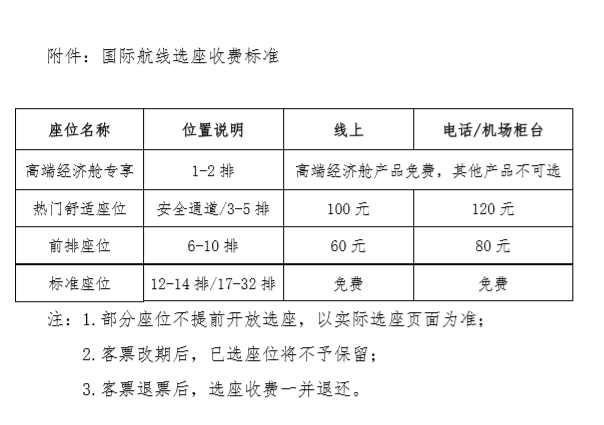 附件：国际航线选座收费标准
座位名称 位置说明 线上 电话/机场柜台
高端经济舱专享 1-2 排 高端经济舱产品免费，其他产品不可选
热门舒适座位 安全通道/3-5 排 100 元 120 元
前排座位 6-10 排 60 元 80 元
标准座位 12-14 排/17-32 排 免费 免费
注：1.部分座位不提前开放选座，以实际选座页面为准；
2.客票改期后，已选座位将不予保留；
3.客票退票后，选座收费一并退还。